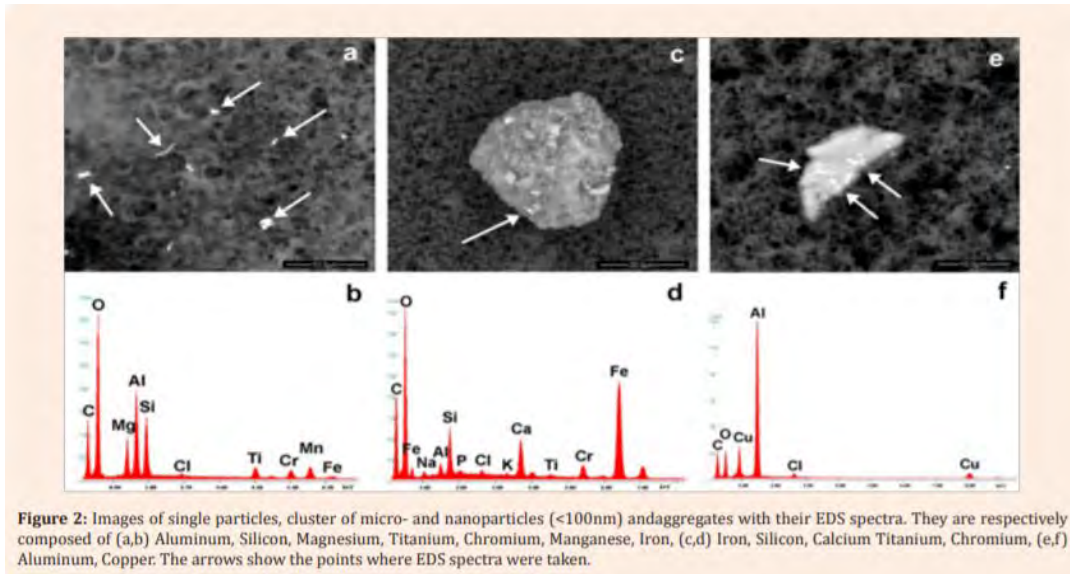 a
c
e
b
O
C
Mg
Al
Si
Cl
Ti
Cr
Mn
Fe
d
O
C
Fe
Na
Al
Si
P
Cl
K
Ca
Ti
Cr
Fe
f
C
O
Cu
Al
Cl
Cu
Figure 2: Images of single particles, cluster of micro- and nanoparticles (<100nm) andaggregates with their EDS spectra. They are respectively
composed of (a,b) Aluminum, Silicon, Magnesium, Titanium, Chromium, Manganese, Iron, (c,d) Iron, Silicon, Calcium Titanium, Chromium, (e,f)
Aluminum, Copper. The arrows show the points where EDS spectra were taken.